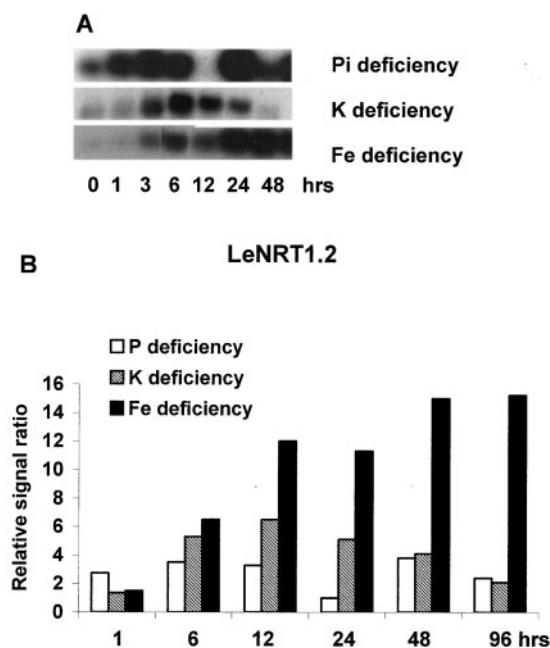 A
Pi deficiency
K deficiency
Fe deficiency
0 1 3 6 12 24 48 hrs
B
LeNRT1.2
P deficiency
K deficiency
Fe deficiency
Relative signal ratio
16
14
12
10
8
6
4
2
0
1 6 12 24 48 96 hrs